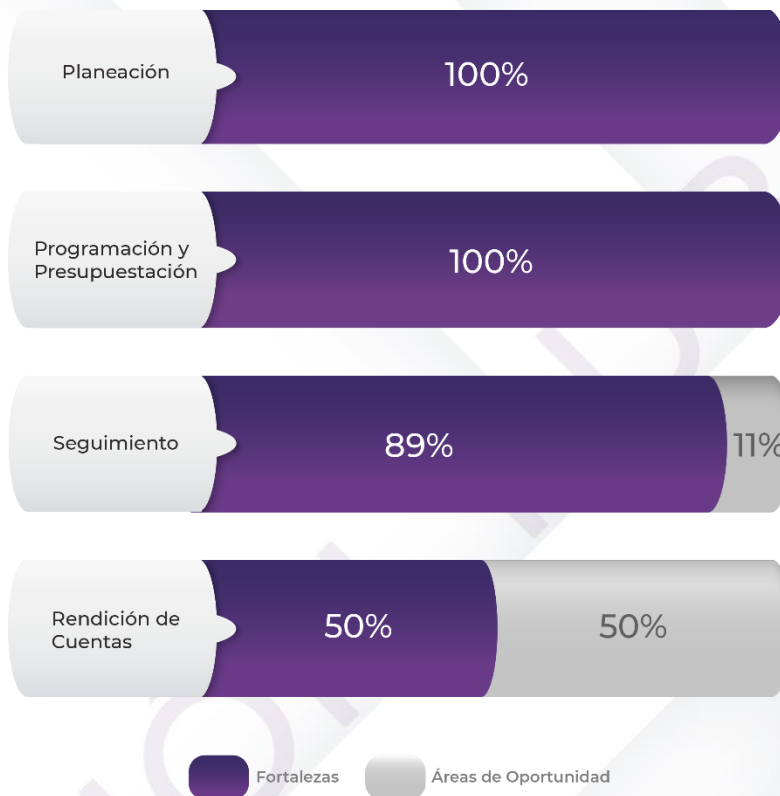 Planeación
100%
Programación y
Presupuestación
100%
Seguimiento
89%
11%
Rendición de
Cuentas
50%
50%
Fortalezas
Áreas de Oportunidad